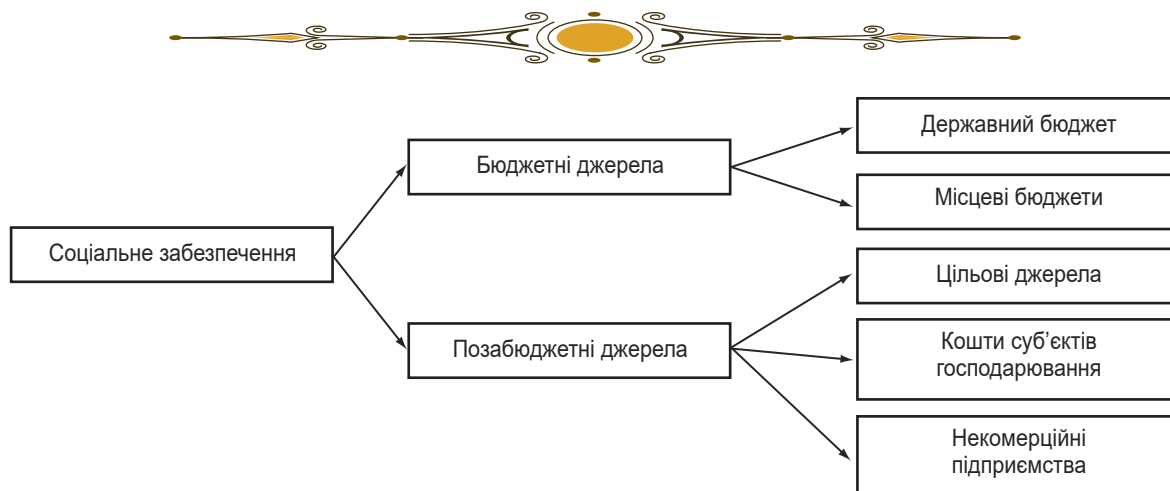 Соціальне забезпечення
Бюджетні джерела
Державний бюджет
Місцеві бюджети
Позабюджетні джерела
Цільові джерела
Кошти суб’єктів
господарювання
Некомерційні
підприємства